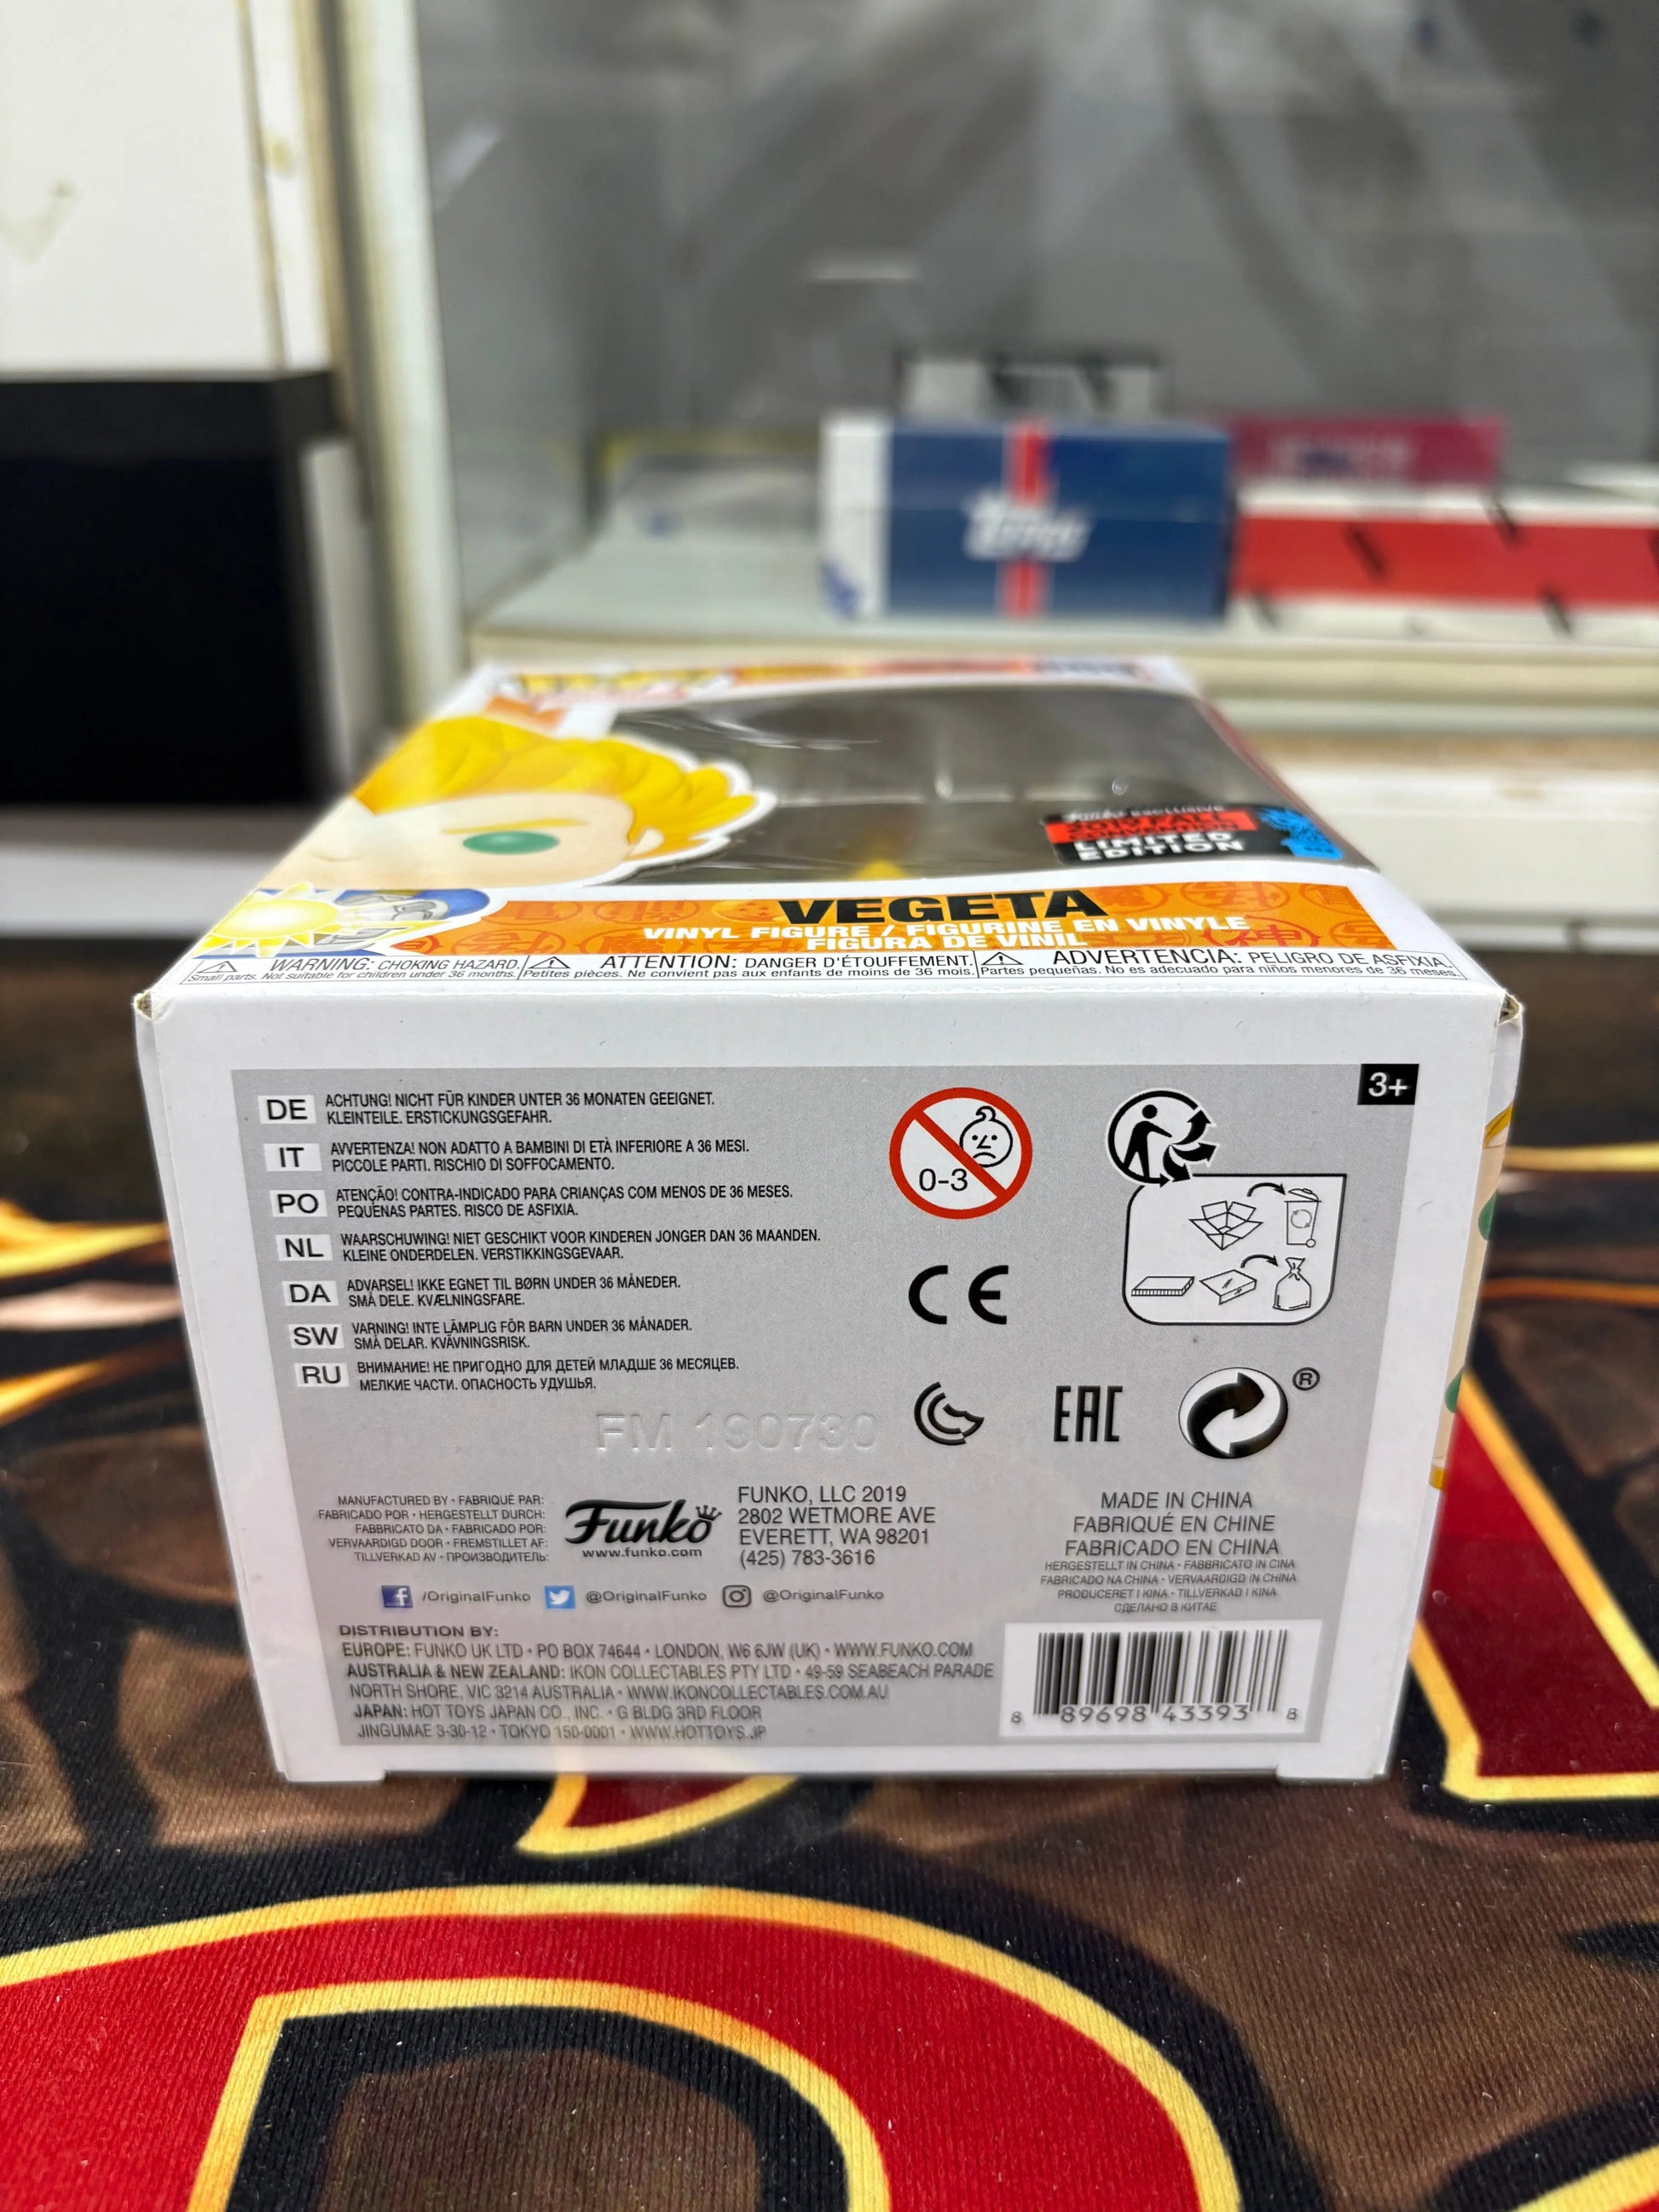 Topps
Funko EXCLUSIVE
2019 FALL
CONVENTION
LIMITED
EDITION
VEGETA
VINYL FIGURE / FIGURINE EN VINYLE
FIGURA DE VINIL
WARNING: CHOKING HAZARD.
Small parts. Not suitable for children under 36 months.
ATTENTION: DANGER D'ÉTOUFFEMENT.
Petites pièces. Ne convient pas aux enfants de moins de 36 mois.
ADVERTENCIA: PELIGRO DE ASFIXIA.
Partes pequeñas. No es adecuado para niños menores de 36 meses.
3+
DE ACHTUNG! NICHT FÜR KINDER UNTER 36 MONATEN GEEIGNET.
KLEINTEILE. ERSTICKUNGSGEFAHR.
IT AVVERTENZA! NON ADATTO A BAMBINI DI ETÀ INFERIORE A 36 MESI.
PICCOLE PARTI. RISCHIO DI SOFFOCAMENTO.
PO ATENÇÃO! CONTRA-INDICADO PARA CRIANÇAS COM MENOS DE 36 MESES.
PEQUENAS PARTES. RISCO DE ASFIXIA.
NL WAARSCHUWING! NIET GESCHIKT VOOR KINDEREN JONGER DAN 36 MAANDEN.
KLEINE ONDERDELEN. VERSTIKKINGSGEVAAR.
DA ADVARSEL! IKKE EGNET TIL BØRN UNDER 36 MÅNEDER.
SMÅ DELE. KVÆLNINGSFARE.
SW VARNING! INTE LÄMPLIG FÖR BARN UNDER 36 MÅNADER.
SMÅ DELAR. KVÄVNINGSRISK.
RU ВНИМАНИЕ! НЕ ПРИГОДНО ДЛЯ ДЕТЕЙ МЛАДШЕ 36 МЕСЯЦЕВ.
МЕЛКИЕ ЧАСТИ. ОПАСНОСТЬ УДУШЬЯ.
0-3
CE
EAC
®
FM 190730
MANUFACTURED BY • FABRIQUÉ PAR:
FABRICADO POR • HERGESTELLT DURCH:
FABBRICATO DA • FABRICADO POR:
VERVAARDIGD DOOR • FREMSTILLET AF:
TILLVERKAD AV • ПРОИЗВОДИТЕЛЬ:
Funko
www.funko.com
FUNKO, LLC 2019
2802 WETMORE AVE
EVERETT, WA 98201
(425) 783-3616
MADE IN CHINA
FABRIQUÉ EN CHINE
FABRICADO EN CHINA
HERGESTELLT IN CHINA • FABBRICATO IN CINA
FABRICADO NA CHINA • VERVAARDIGD IN CHINA
PRODUCERET I KINA • TILLVERKAD I KINA
СДЕЛАНО В КИТАЕ
/OriginalFunko @OriginalFunko @OriginalFunko
DISTRIBUTION BY:
EUROPE: FUNKO UK LTD • PO BOX 74644 • LONDON, W6 6JW (UK) • WWW.FUNKO.COM
AUSTRALIA & NEW ZEALAND: IKON COLLECTABLES PTY LTD • 49-59 SEABEACH PARADE
NORTH SHORE, VIC 3214 AUSTRALIA • WWW.IKONCOLLECTABLES.COM.AU
JAPAN: HOT TOYS JAPAN CO., INC. • G BLDG 3RD FLOOR
JINGUMAE 3-30-12 • TOKYO 150-0001 • WWW.HOTTOYS.JP
8 89698 43393 8